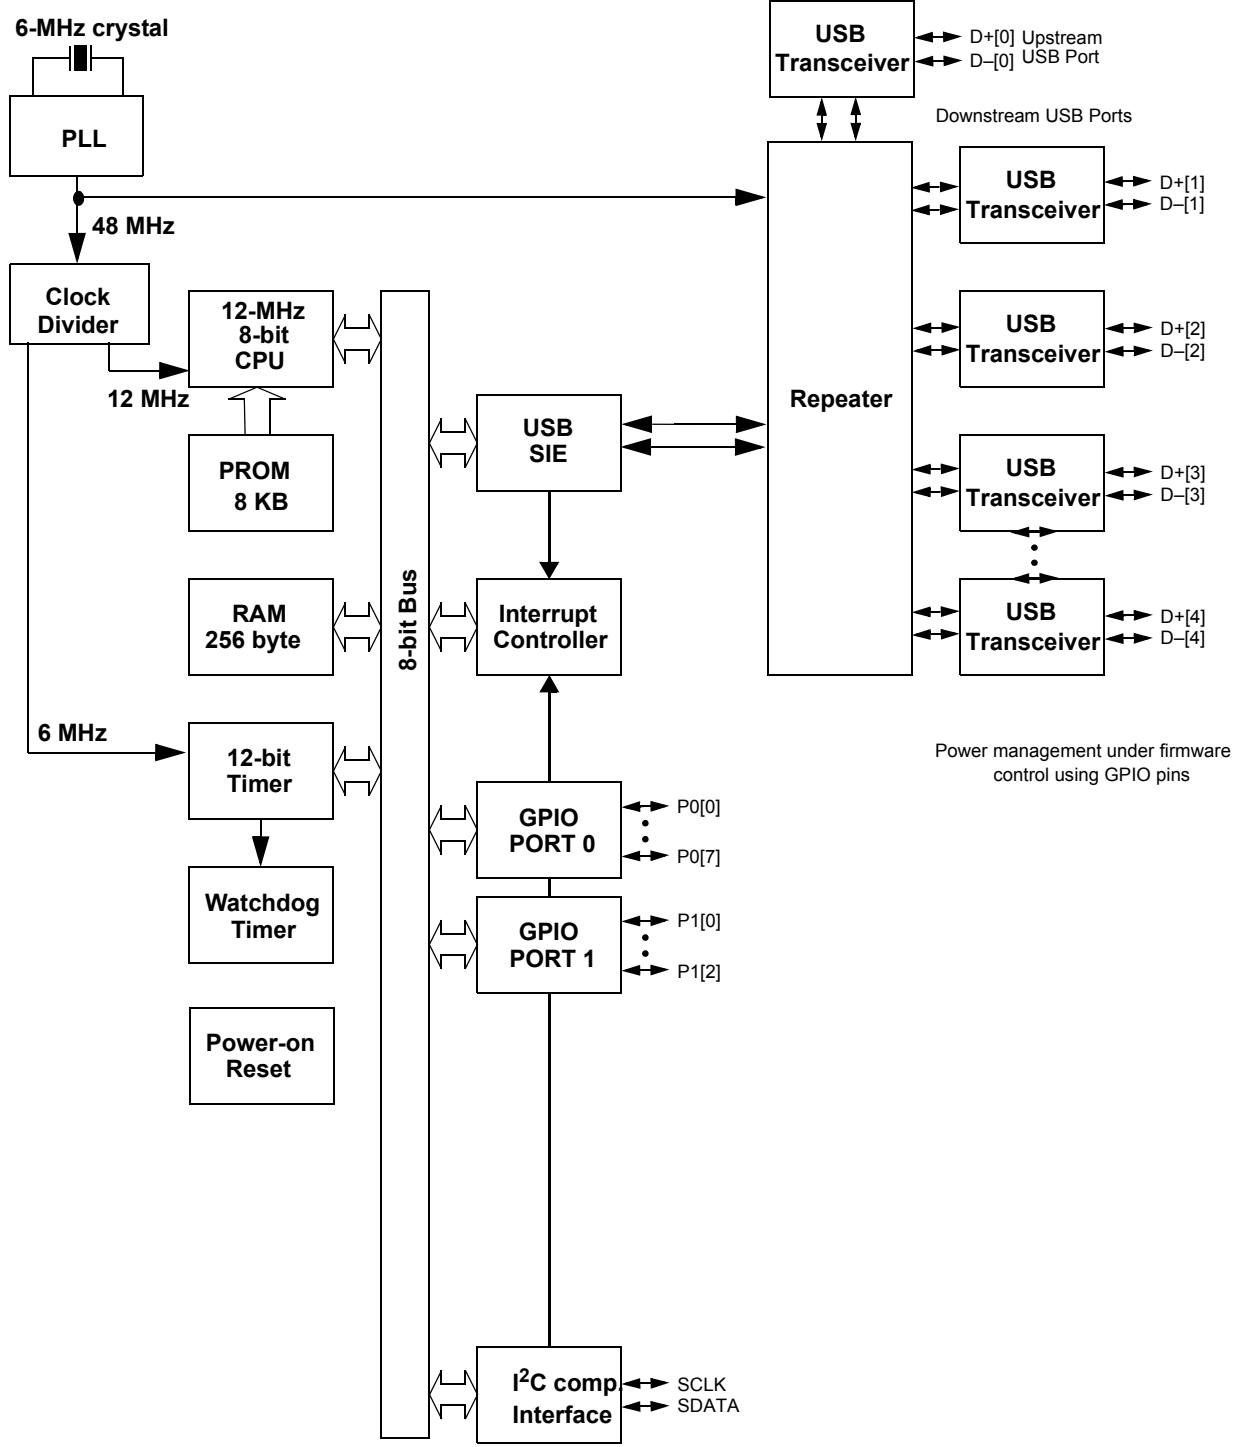 6-MHz crystal
PLL
48 MHz
Clock
Divider
12-MHz
8-bit
CPU
12 MHz
PROM
8 KB
RAM
256 byte
6 MHz
12-bit
Timer
Watchdog
Timer
Power-on
Reset
8-bit Bus
USB
SIE
Interrupt
Controller
GPIO
PORT 0
P0[0]
P0[7]
GPIO
PORT 1
P1[0]
P1[2]
I²C comp.
Interface
SCLK
SDATA
Repeater
USB
Transceiver
D+[0] Upstream
D–[0] USB Port
Downstream USB Ports
USB
Transceiver
D+[1]
D–[1]
USB
Transceiver
D+[2]
D–[2]
USB
Transceiver
D+[3]
D–[3]
USB
Transceiver
D+[4]
D–[4]
Power management under firmware
control using GPIO pins